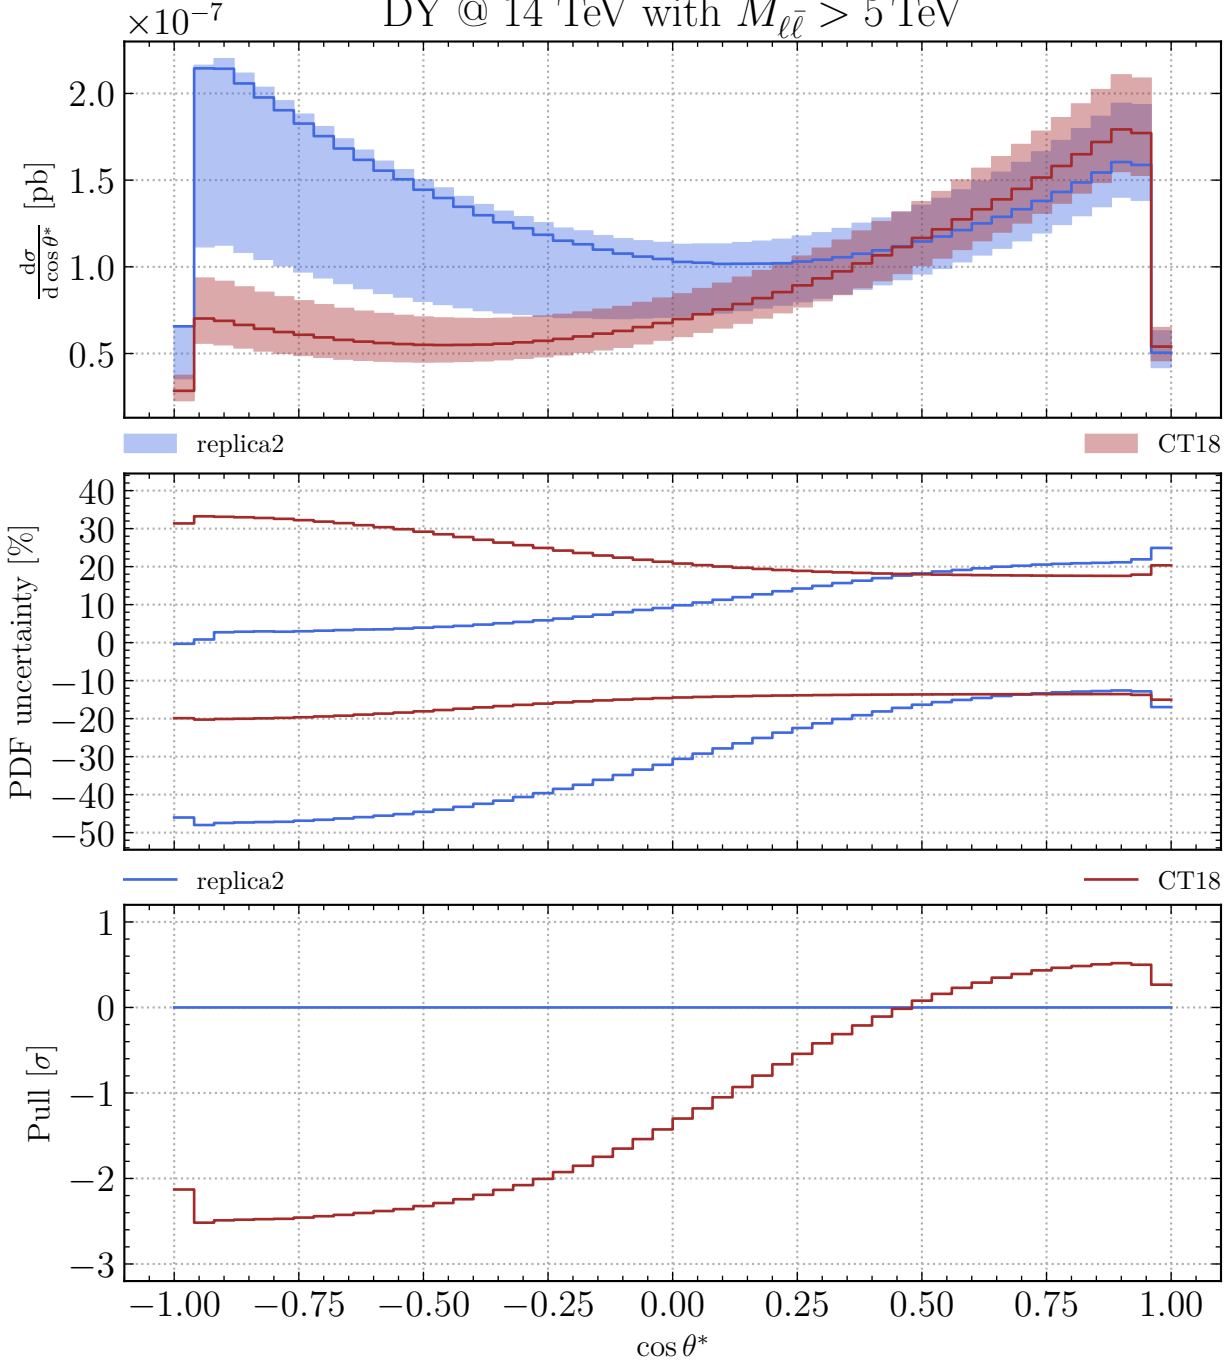 ×10⁻⁷
DY @ 14 TeV with M_{ℓℓ̄} > 5 TeV
2.0
1.5
1.0
0.5
dσ/d cos θ* [pb]
replica2
CT18
40
30
20
10
0
−10
−20
−30
−40
−50
PDF uncertainty [%]
replica2
CT18
1
0
−1
−2
−3
Pull [σ]
−1.00 −0.75 −0.50 −0.25 0.00 0.25 0.50 0.75 1.00
cos θ*